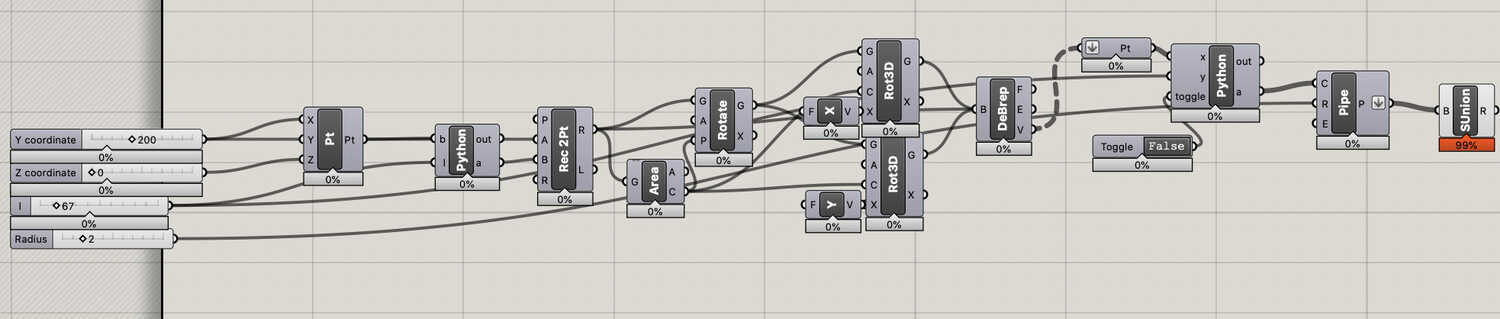 Y coordinate 200
0%
Z coordinate 0
0%
I 67
0%
Radius 2
X
Y
Z
Pt
Pt
0%
b
l
Python
out
a
0%
P
A
B
R
Rec 2Pt
R
L
0%
G
Area
A
C
0%
G
A
P
Rotate
G
X
0%
F X V
0%
F Y V
0%
G
A
C
X
Rot3D
G
X
0%
G
A
C
X
Rot3D
G
X
0%
B
DeBrep
F
E
V
0%
Pt
0%
Toggle False
0%
x
y
toggle
Python
out
a
0%
C
R
E
Pipe
P
0%
B
SUnion
R
99%